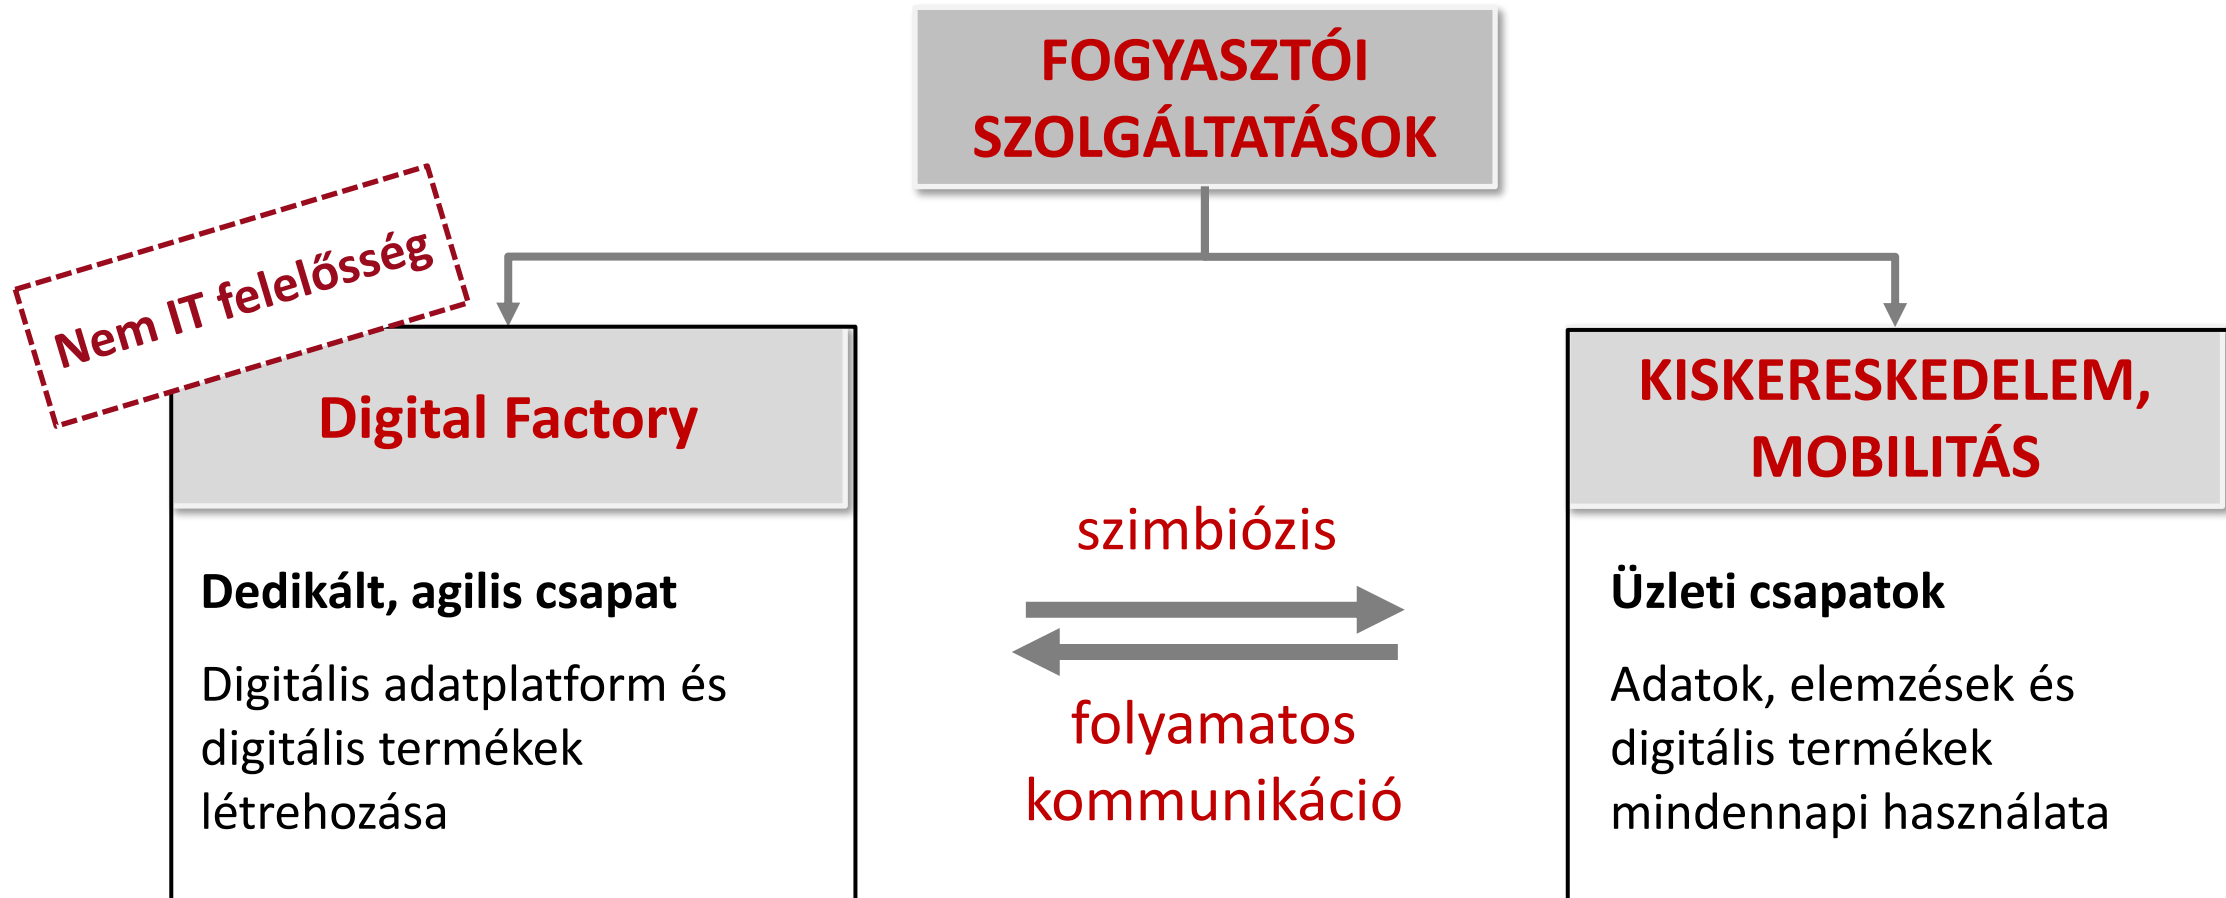 FOGYASZTÓI
SZOLGÁLTATÁSOK
Nem IT felelősség
Digital Factory
Dedikált, agilis csapat
Digitális adatplatform és
digitális termékek
létrehozása
szimbiózis
folyamatos
kommunikáció
KISKERESKEDELEM,
MOBILITÁS
Üzleti csapatok
Adatok, elemzések és
digitális termékek
mindennapi használata